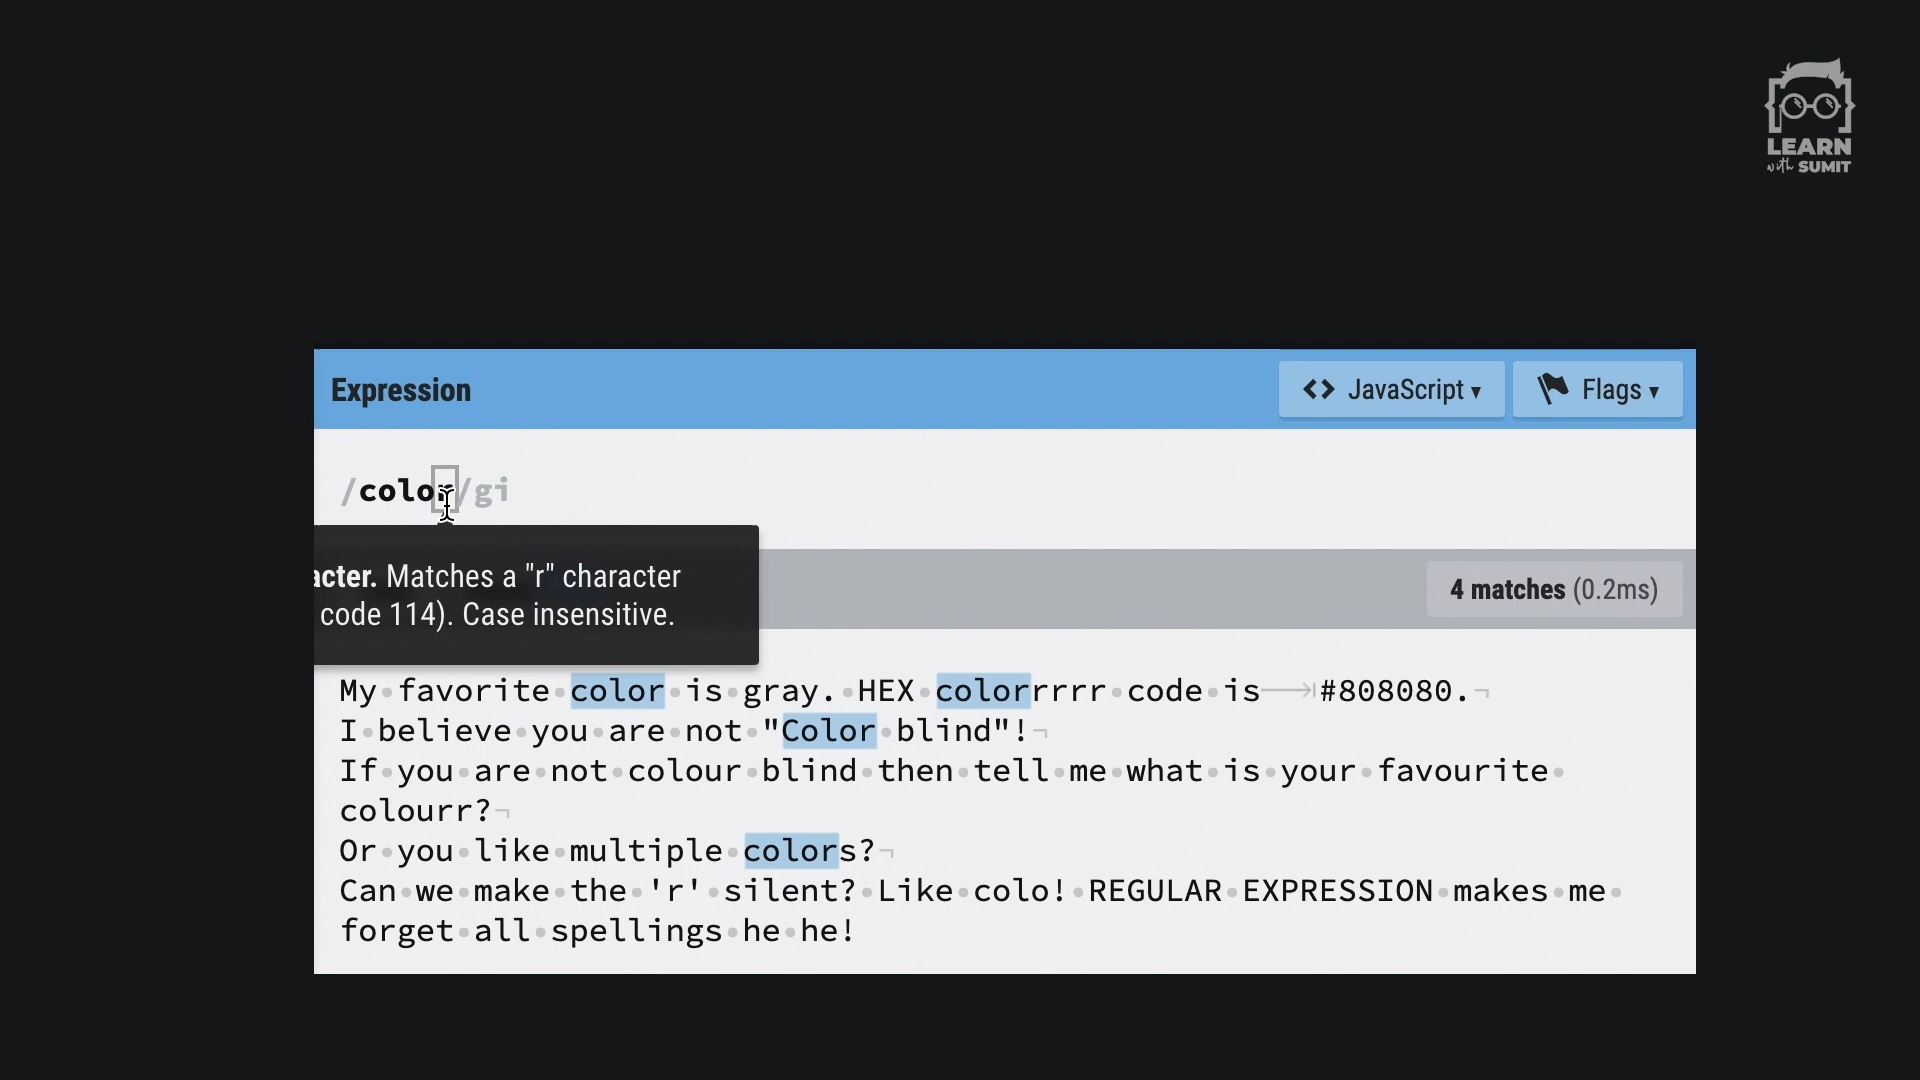 LEARN
with SUMIT
Expression
<> JavaScript ▾
Flags ▾
/color/gi
acter. Matches a "r" character
code 114). Case insensitive.
4 matches (0.2ms)
My favorite color is gray. HEX colorrrrr code is #808080.
I believe you are not "Color blind"!
If you are not colour blind then tell me what is your favourite
colourr?
Or you like multiple colors?
Can we make the 'r' silent? Like colo! REGULAR EXPRESSION makes me
forget all spellings he he!